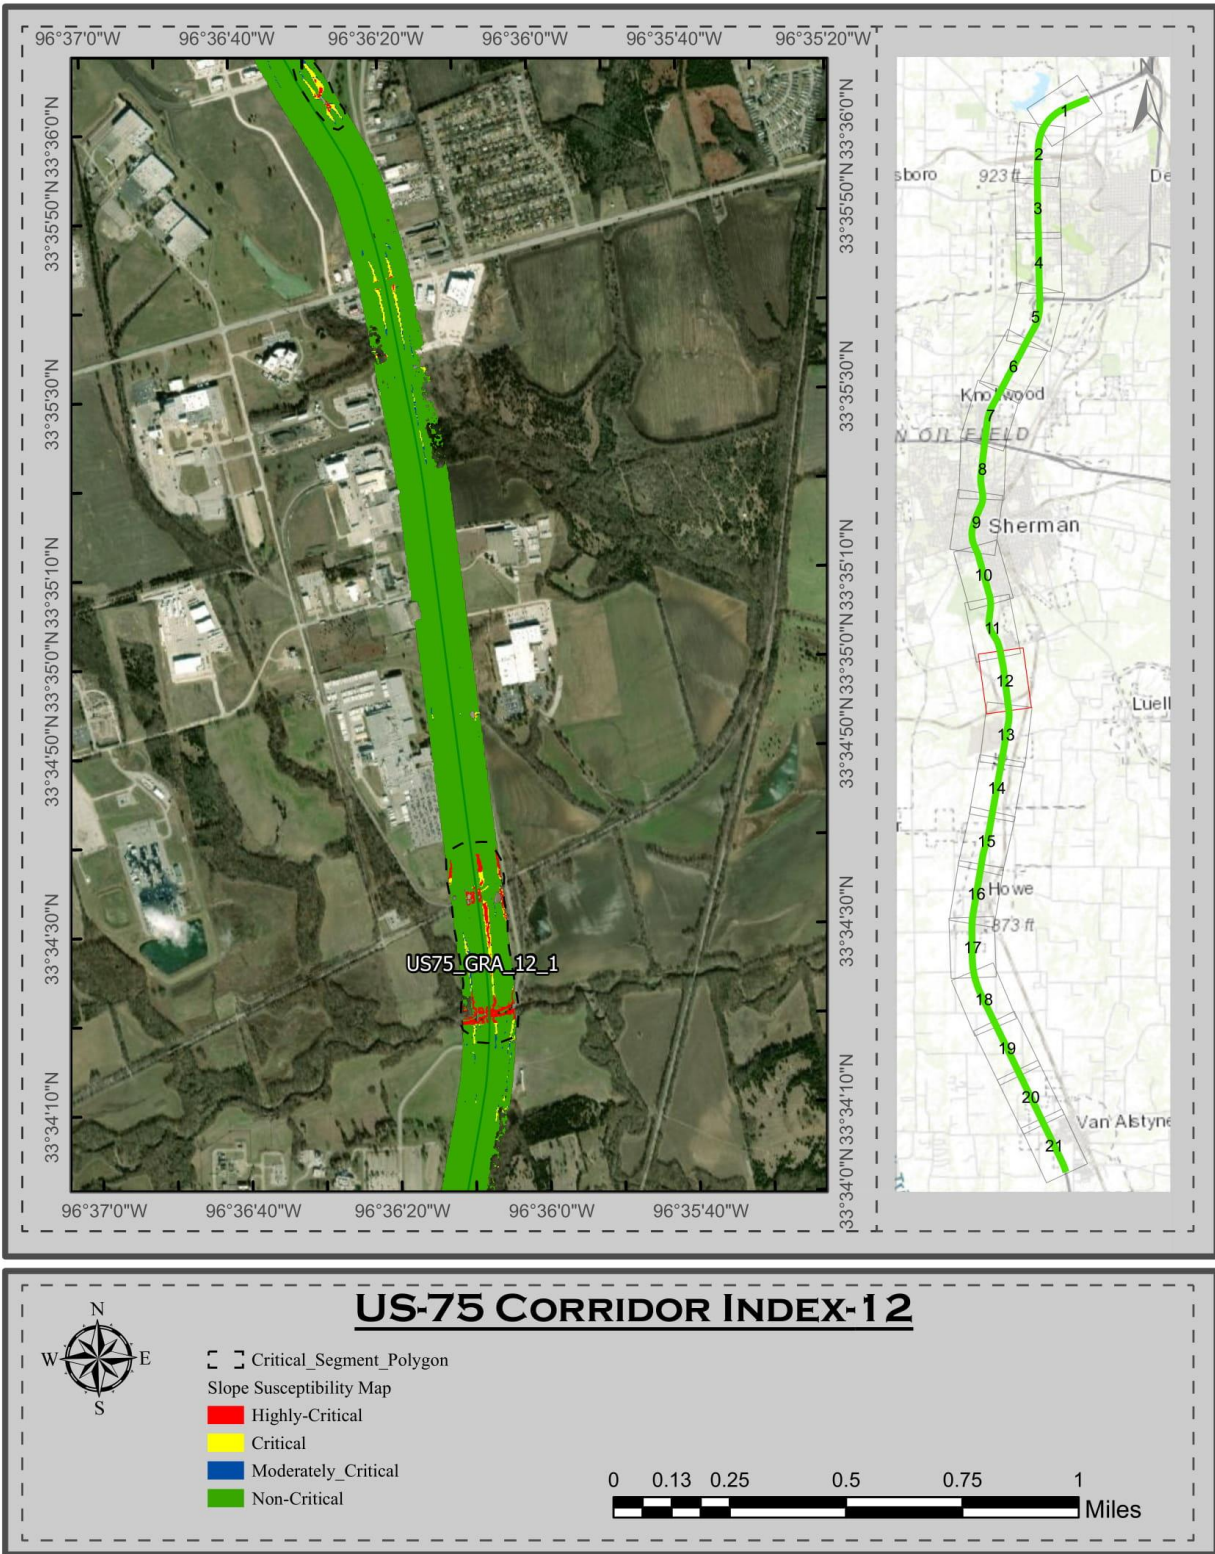 96°37'0"W 96°36'40"W 96°36'20"W 96°36'0"W 96°35'40"W 96°35'20"W
33°36'0"N
33°35'50"N
33°35'30"N
33°35'10"N
33°35'0"N
33°34'50"N
33°34'30"N
33°34'10"N
US75_GRA_12_1
33°36'0"N
33°35'50"N
33°35'30"N
33°35'10"N
33°35'0"N
33°34'50"N
33°34'30"N
33°34'10"N
33°34'0"N
96°37'0"W 96°36'40"W 96°36'20"W 96°36'0"W 96°35'40"W
N
1
2
sboro 923 ft De
3
4
5
6
Knollwood
7
N OIL FIELD
8
9 Sherman
10
11
12
Luell
13
14
r
15
16 Howe
873 ft
17
18
19
20
Van Alstyne
21
US-75 CORRIDOR INDEX-12
N
W E
S
Critical_Segment_Polygon
Slope Susceptibility Map
Highly-Critical
Critical
Moderately_Critical
Non-Critical
0 0.13 0.25 0.5 0.75 1
Miles